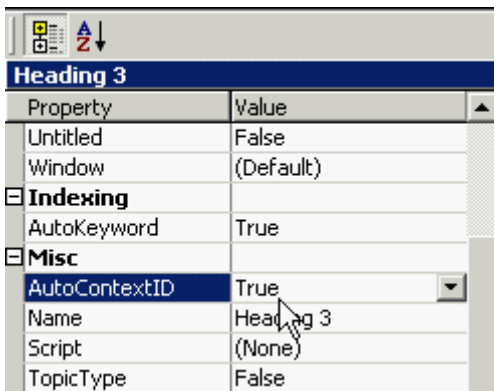 A
Z
Heading 3
Property Value
Untitled False
Window (Default)
Indexing
AutoKeyword True
Misc
AutoContextID True
Name Heading 3
Script (None)
TopicType False